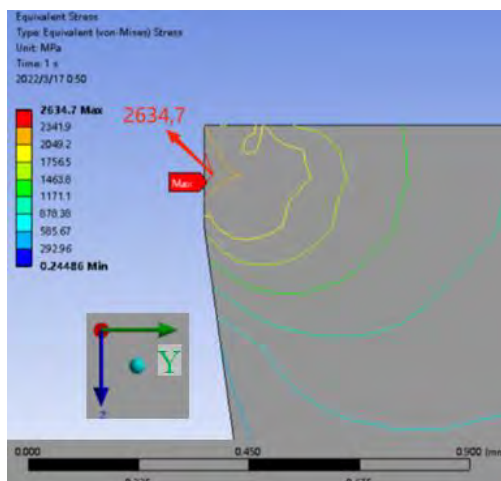 Equivalent Stress
Type: Equivalent (von-Mises) Stress
Unit: MPa
Time: 1 s
2022/3/17 0:50
2634.7 Max
2341.9
2049.2
1756.5
1463.8
1171.1
878.38
585.67
292.96
0.24486 Min
2634,7
Max
Y
Z
0.000
0.450
0.900 (mm